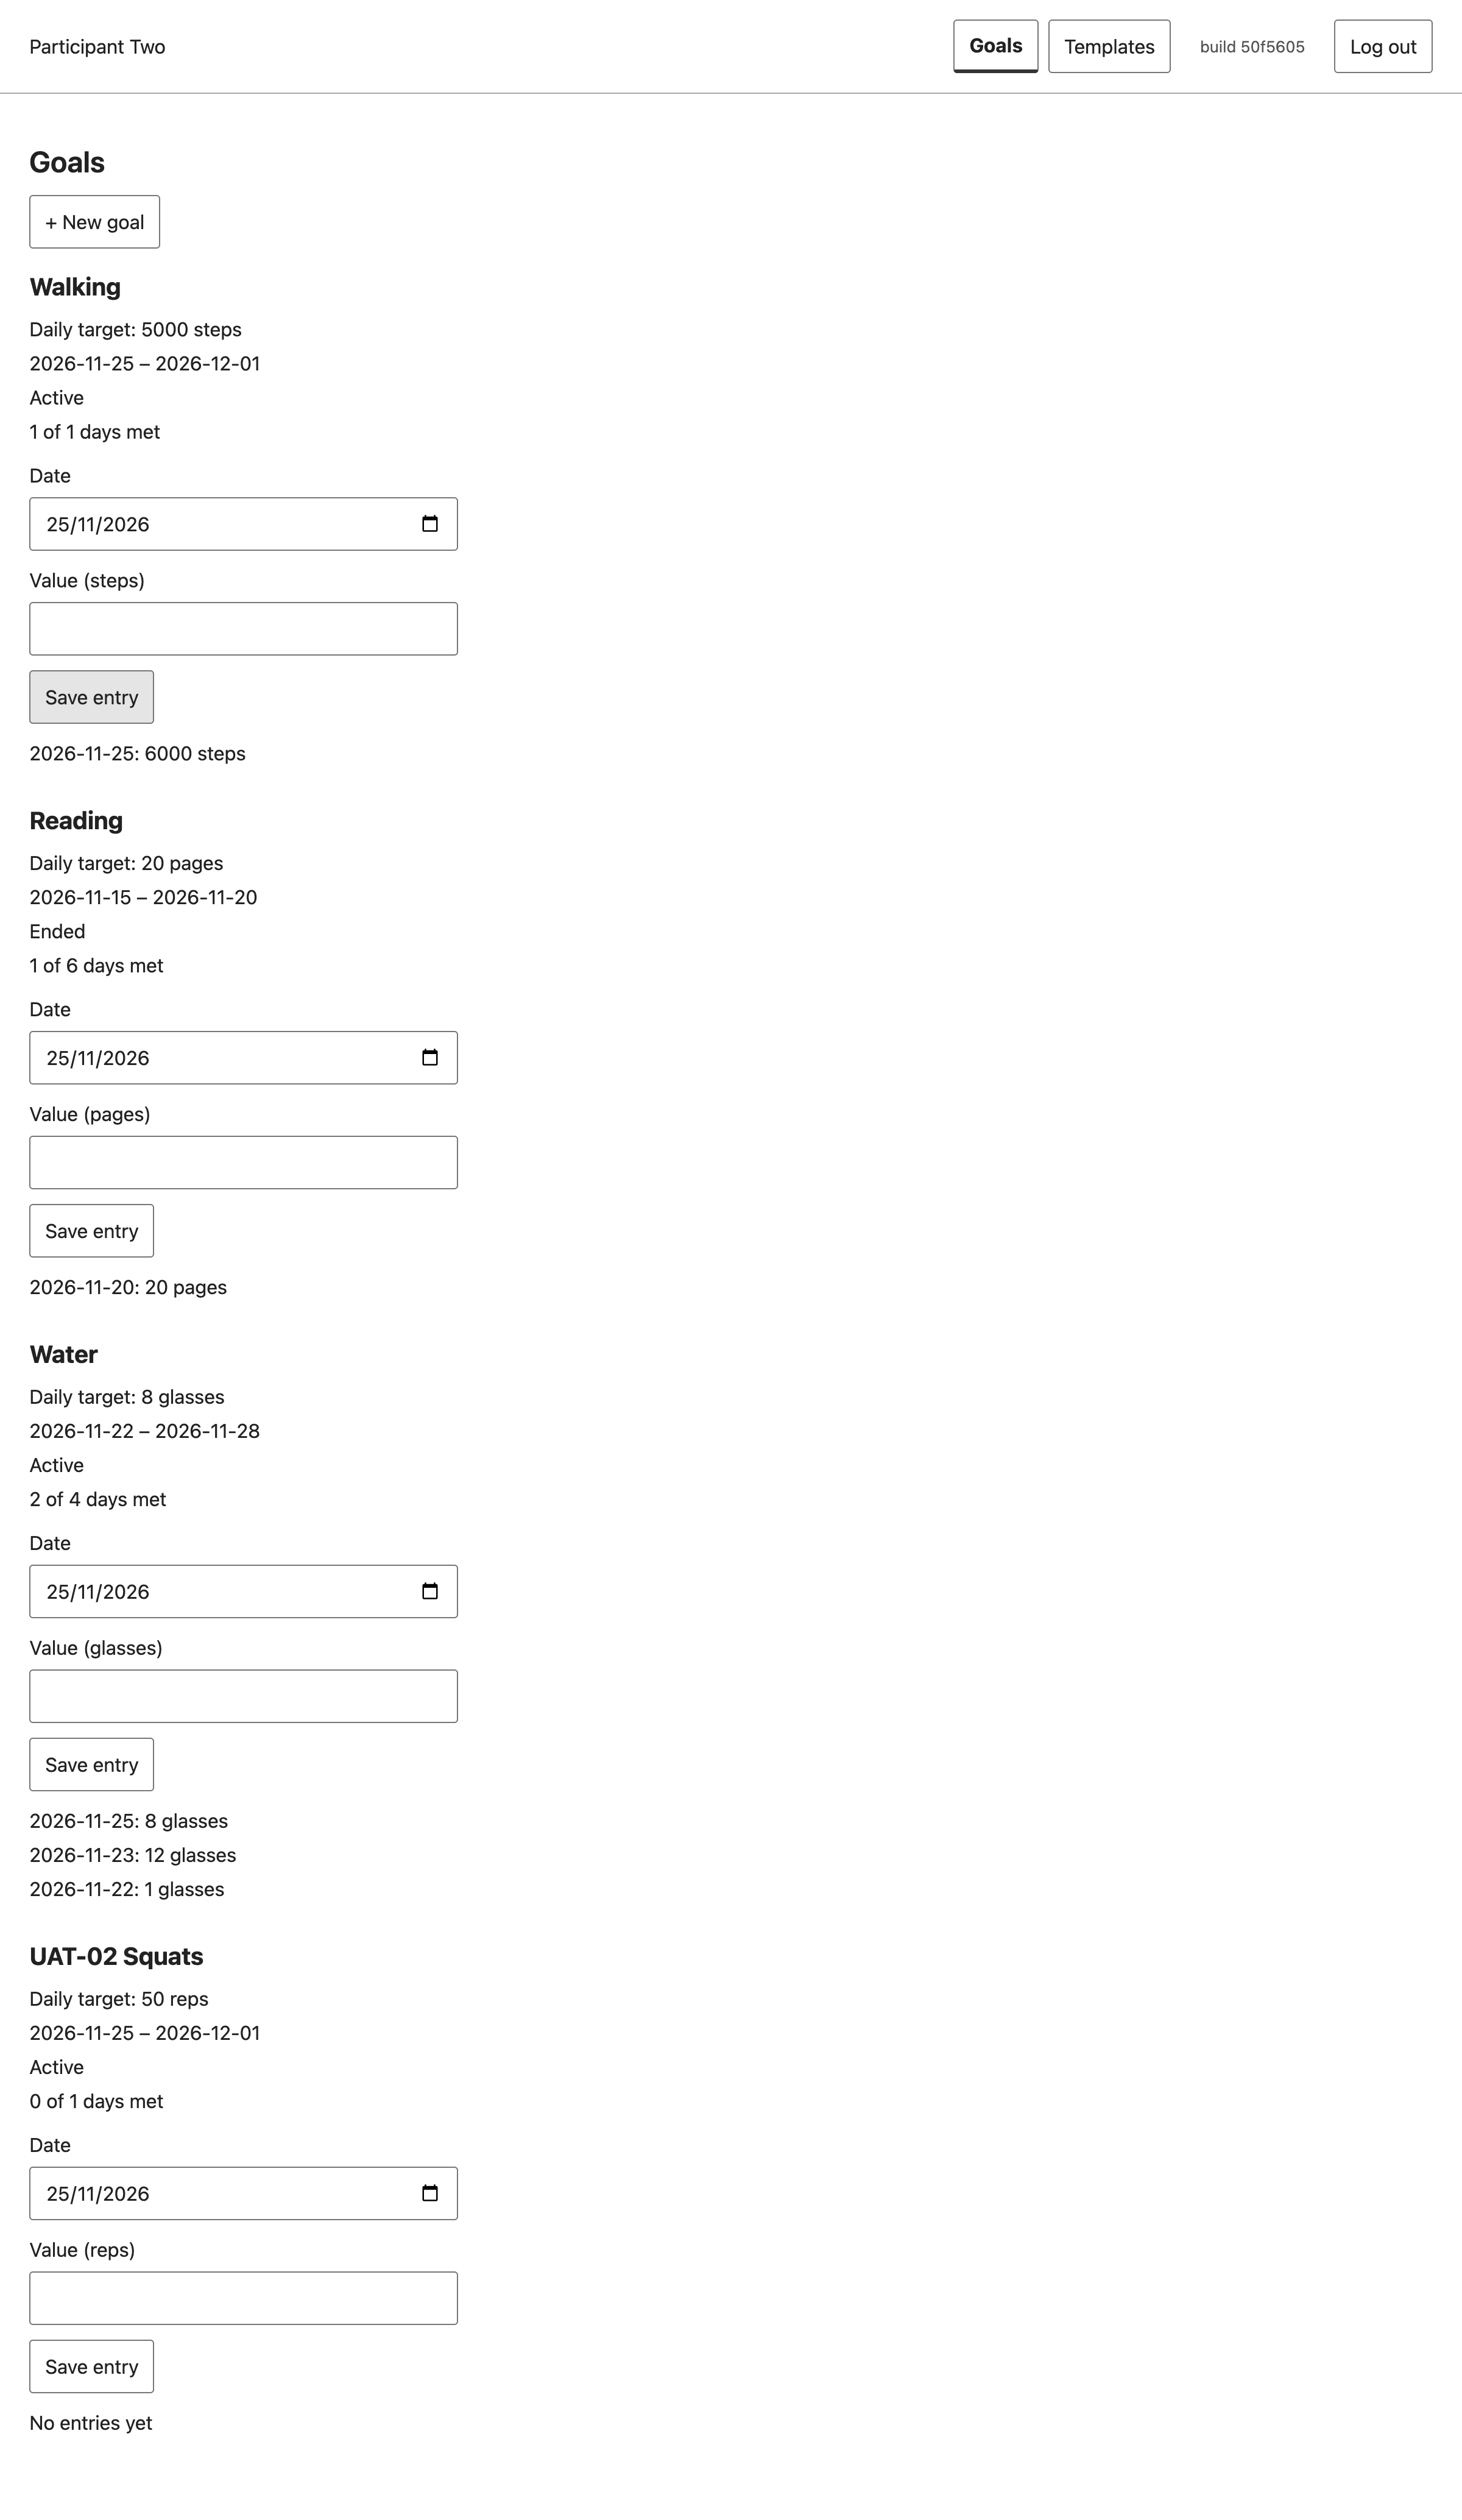 Participant Two
Goals
Templates
build 50f5605
Log out
Goals
+ New goal
Walking
Daily target: 5000 steps
2026-11-25 – 2026-12-01
Active
1 of 1 days met
Date
25/11/2026
Value (steps)
Save entry
2026-11-25: 6000 steps
Reading
Daily target: 20 pages
2026-11-15 – 2026-11-20
Ended
1 of 6 days met
Date
25/11/2026
Value (pages)
Save entry
2026-11-20: 20 pages
Water
Daily target: 8 glasses
2026-11-22 – 2026-11-28
Active
2 of 4 days met
Date
25/11/2026
Value (glasses)
Save entry
2026-11-25: 8 glasses
2026-11-23: 12 glasses
2026-11-22: 1 glasses
UAT-02 Squats
Daily target: 50 reps
2026-11-25 – 2026-12-01
Active
0 of 1 days met
Date
25/11/2026
Value (reps)
Save entry
No entries yet